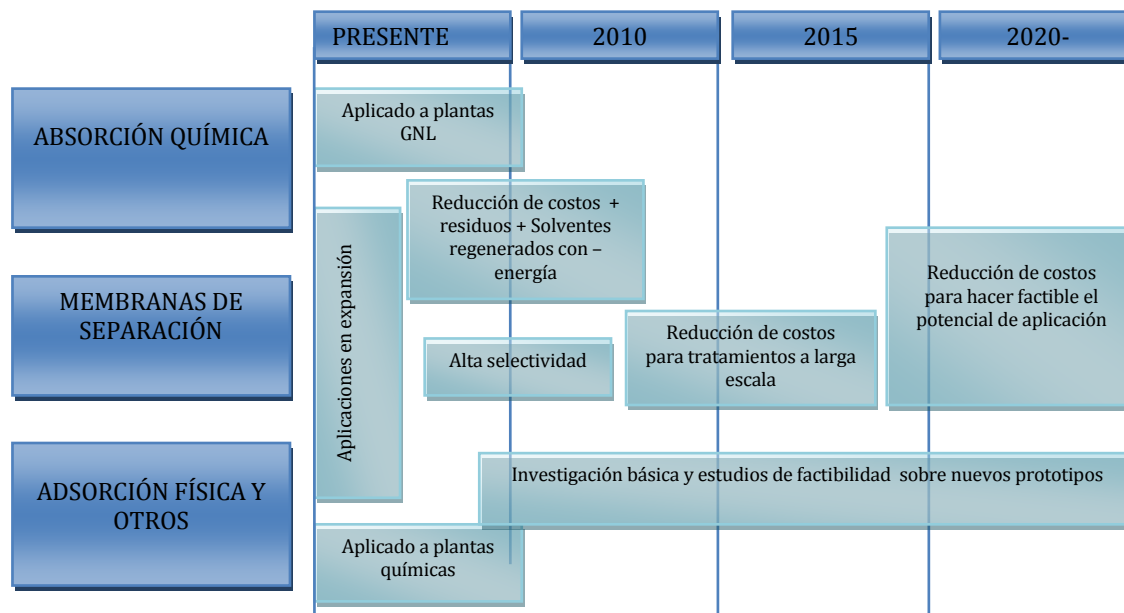 PRESENTE
2010
2015
2020-
ABSORCIÓN QUÍMICA
Aplicado a plantas
GNL
Reducción de costos +
residuos + Solventes
regenerados con –
energía
Aplicaciones en expansión
MEMBRANAS DE
SEPARACIÓN
Alta selectividad
Reducción de costos
para tratamientos a larga
escala
Reducción de costos
para hacer factible el
potencial de aplicación
ADSORCIÓN FÍSICA Y
OTROS
Investigación básica y estudios de factibilidad sobre nuevos prototipos
Aplicado a plantas
químicas